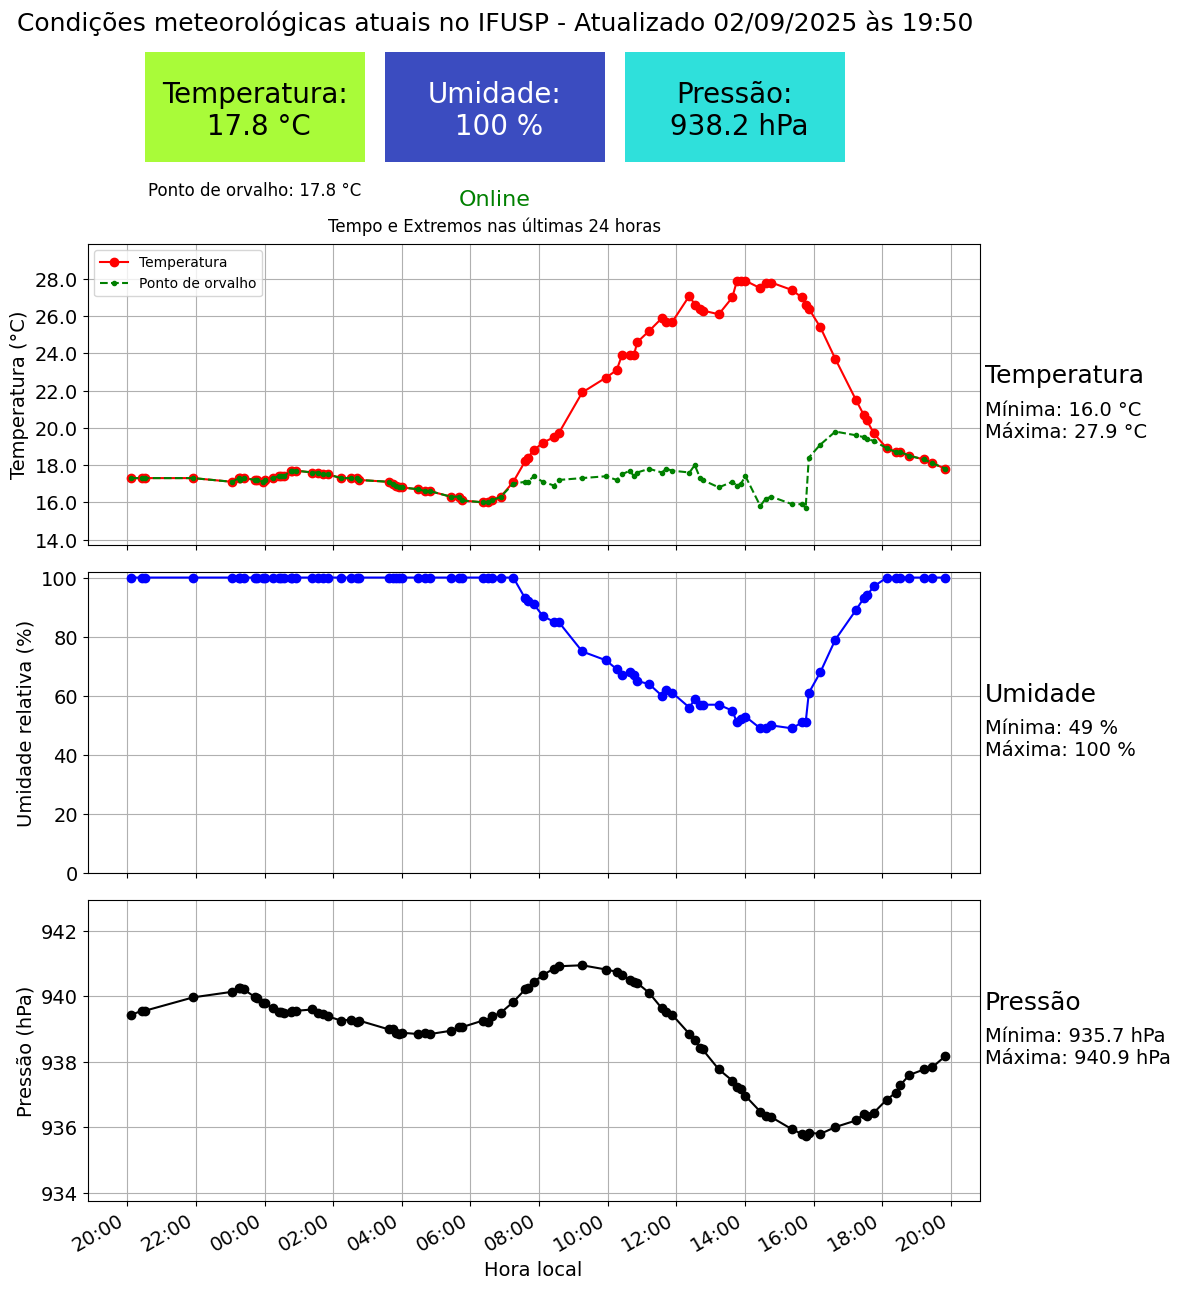 Condições meteorológicas atuais no IFUSP - Atualizado 02/09/2025 às 19:50
Temperatura:
17.8 °C
Umidade:
100 %
Pressão:
938.2 hPa
Ponto de orvalho: 17.8 °C
Online
Tempo e Extremos nas últimas 24 horas
Temperatura
Ponto de orvalho
Temperatura (°C)
28.0
26.0
24.0
22.0
20.0
18.0
16.0
14.0
Temperatura
Mínima: 16.0 °C
Máxima: 27.9 °C
Umidade relativa (%)
100
80
60
40
20
0
Umidade
Mínima: 49 %
Máxima: 100 %
Pressão (hPa)
942
940
938
936
934
Pressão
Mínima: 935.7 hPa
Máxima: 940.9 hPa
20:00 22:00 00:00 02:00 04:00 06:00 08:00 10:00 12:00 14:00 16:00 18:00 20:00
Hora local